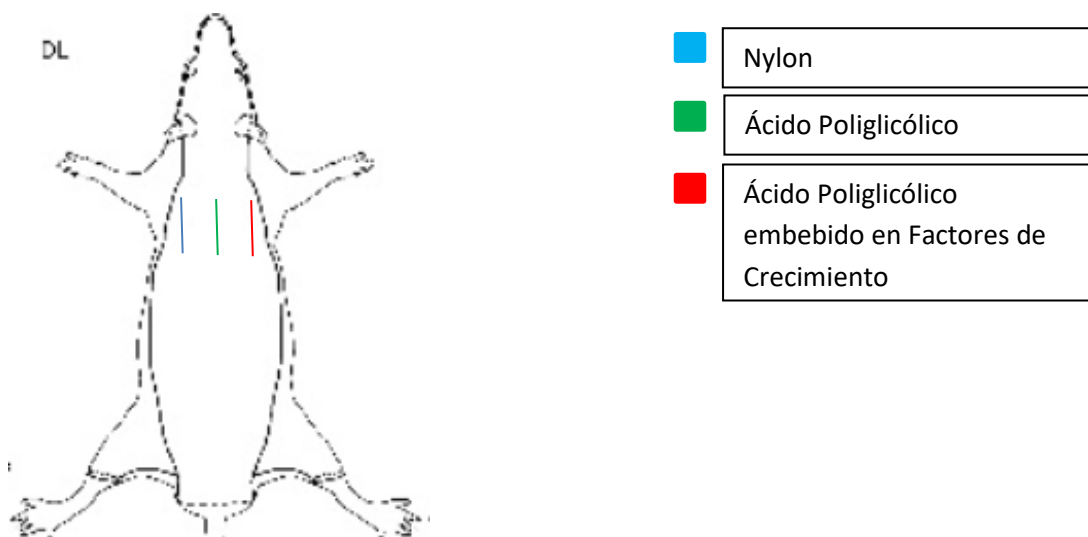 DL
Nylon
Ácido Poliglicólico
Ácido Poliglicólico
embebido en Factores de
Crecimiento